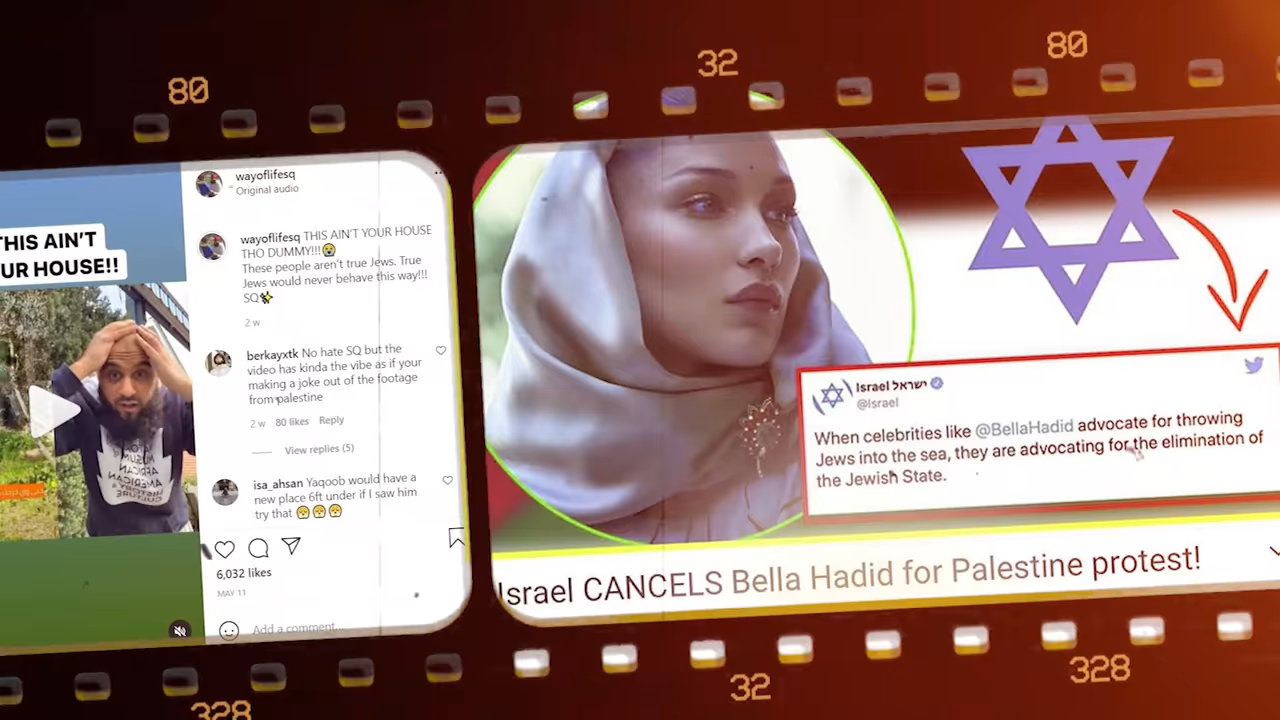 80
32
80
THIS AIN'T
UR HOUSE!!
wayoflifesq
Original audio
wayoflifesq THIS AIN'T YOUR HOUSE
THO DUMMY!!!😭
These people aren't true Jews. True
Jews would never behave this way!!!
SQ✨
2 w
berkayxtk No hate SQ but the
video has kinda the vibe as if your
making a joke out of the footage
from palestine
2 w 80 likes Reply
View replies (5)
isa_ahsan Yaqoob would have a
new place 6ft under if I saw him
try that 😤😤😤
6,032 likes
MAY 11
Add a comment...
Israel ישראל
@Israel
When celebrities like @BellaHadid advocate for throwing
Jews into the sea, they are advocating for the elimination of
the Jewish State.
Israel CANCELS Bella Hadid for Palestine protest!
328
32
328